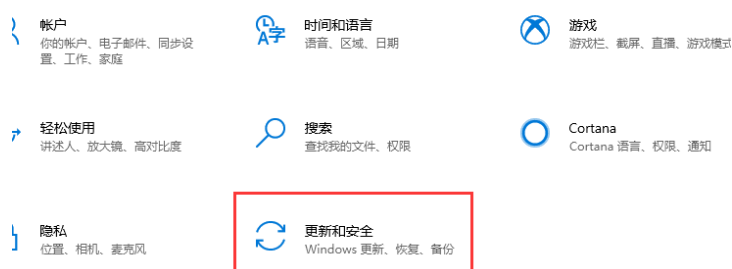 帐户
你的帐户、电子邮件、同步设
置、工作、家庭
时间和语言
语音、区域、日期
游戏
游戏栏、截屏、直播、游戏模式
轻松使用
讲述人、放大镜、高对比度
搜索
查找我的文件、权限
Cortana
Cortana 语言、权限、通知
隐私
位置、相机、麦克风
更新和安全
Windows 更新、恢复、备份